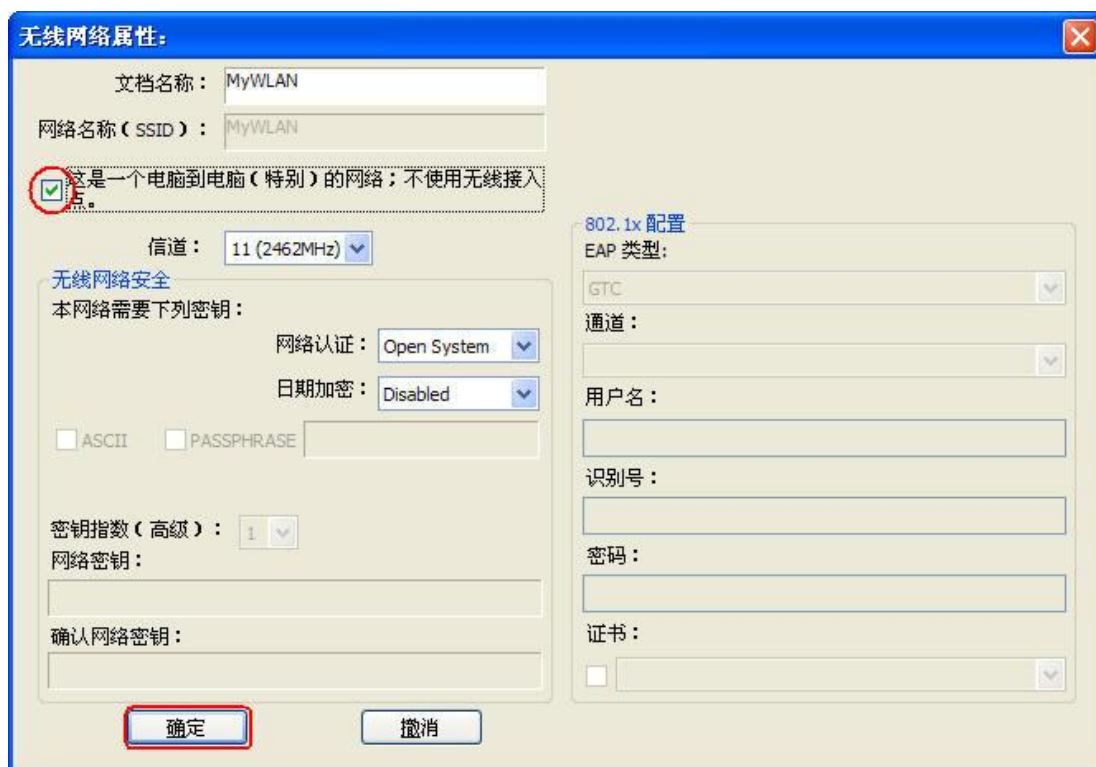 无线网络属性：
文档名称： MyWLAN
网络名称（SSID）： MyWLAN
这是一个电脑到电脑（特别）的网络；不使用无线接入
点。
信道： 11 (2462MHz)
无线网络安全
本网络需要下列密钥：
网络认证： Open System
日期加密： Disabled
ASCII PASSPHRASE
密钥指数（高级）： 1
网络密钥：
确认网络密钥：
802.1x 配置
EAP 类型:
GTC
通道：
用户名：
识别号：
密码：
证书：
确定 撤消